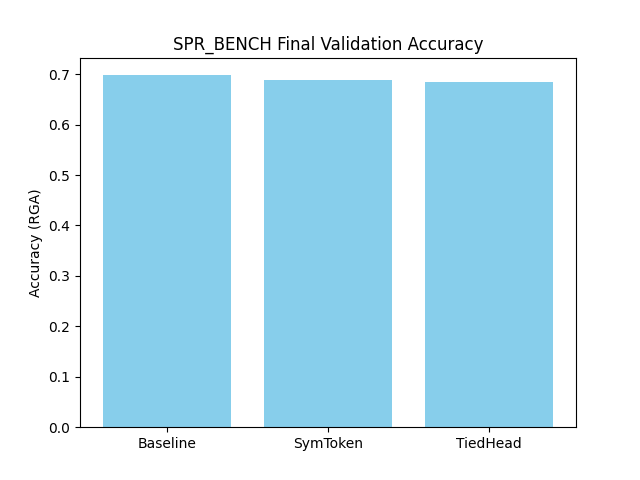 SPR_BENCH Final Validation Accuracy
Accuracy (RGA)
0.7
0.6
0.5
0.4
0.3
0.2
0.1
0.0
Baseline SymToken TiedHead